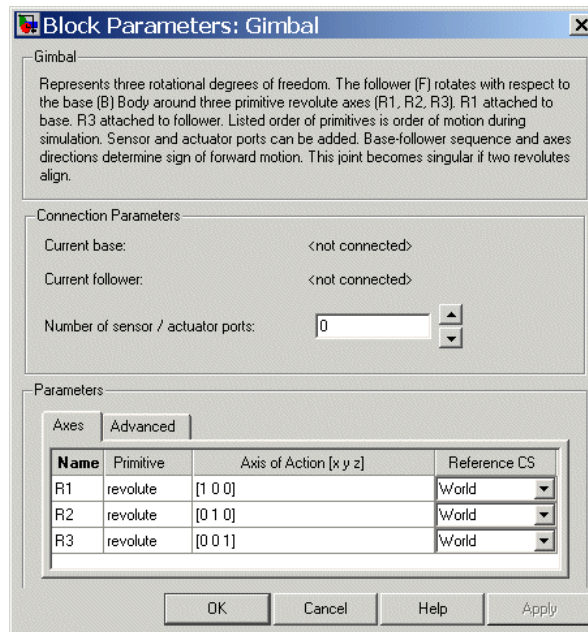 Block Parameters: Gimbal
Gimbal
Represents three rotational degrees of freedom. The follower (F) rotates with respect to
the base (B) Body around three primitive revolute axes (R1, R2, R3). R1 attached to
base. R3 attached to follower. Listed order of primitives is order of motion during
simulation. Sensor and actuator ports can be added. Base-follower sequence and axes
directions determine sign of forward motion. This joint becomes singular if two revolutes
align.
Connection Parameters
Current base: <not connected>
Current follower: <not connected>
Number of sensor / actuator ports: 0
Parameters
Axes Advanced
Name Primitive Axis of Action [x y z] Reference CS
R1 revolute [1 0 0] World
R2 revolute [0 1 0] World
R3 revolute [0 0 1] World
OK Cancel Help Apply